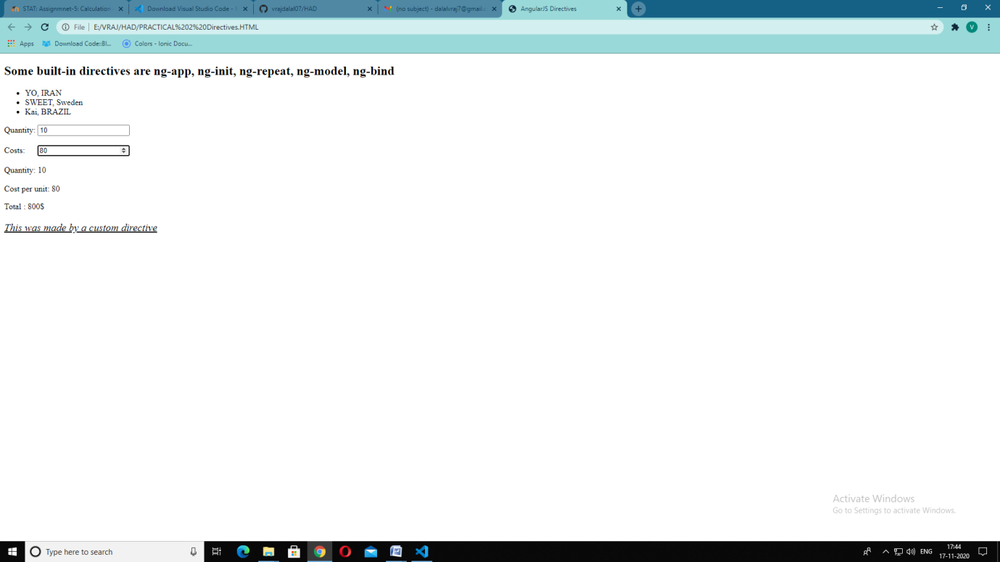 STAT: Assignmnet-5: Calculation
Download Visual Studio Code -
vrajdalal07/HAD
(no subject) - dalalvraj7@gmail.c
AngularJS Directives
File
E:/VRAJ/HAD/PRACTICAL%202%20Directives.HTML
V
Apps
Download Code::Bl...
Colors - Ionic Docu...
Some built-in directives are ng-app, ng-init, ng-repeat, ng-model, ng-bind
YO, IRAN
SWEET, Sweden
Kai, BRAZIL
Quantity: 10
Costs: 80
Quantity: 10
Cost per unit: 80
Total : 800$
This was made by a custom directive
Activate Windows
Go to Settings to activate Windows.
Type here to search
ENG
17:44
17-11-2020